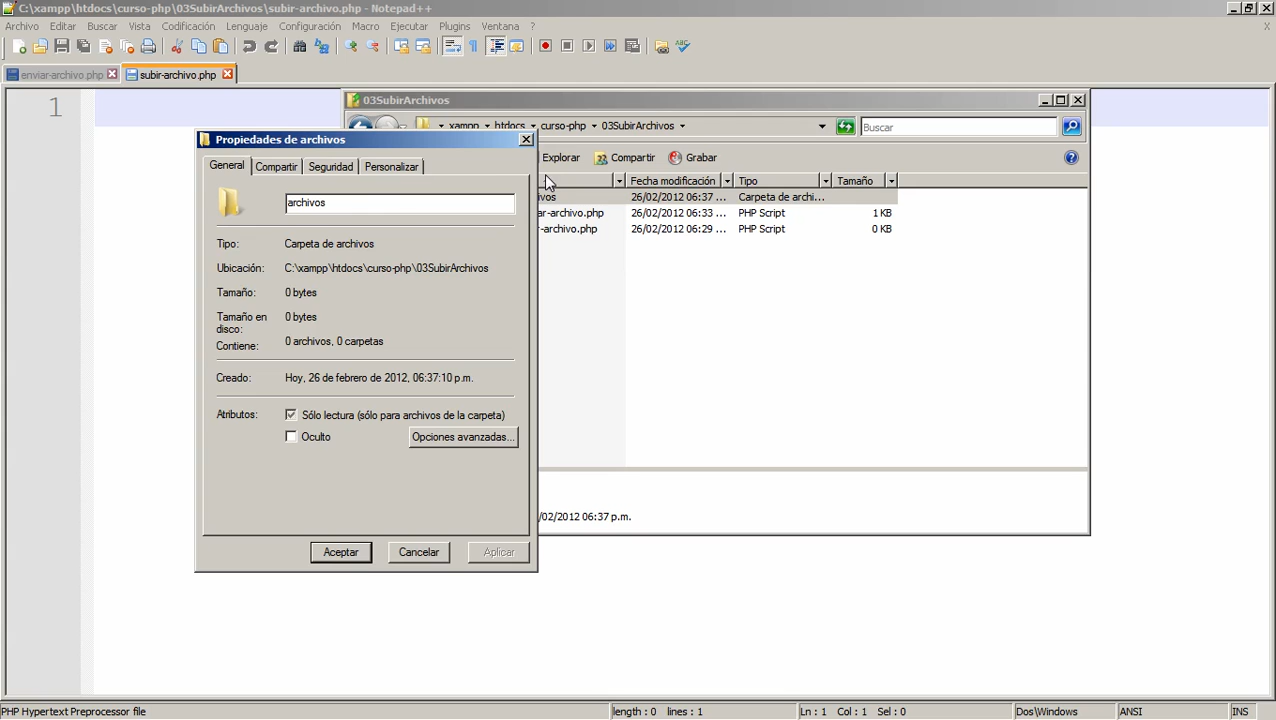 C:\xampp\htdocs\curso-php\03SubirArchivos\subir-archivo.php - Notepad++
Archivo Editar Buscar Vista Codificación Lenguaje Configuración Macro Ejecutar Plugins Ventana ?
enviar-archivo.php subir-archivo.php
1
03SubirArchivos
xampp htdocs curso-php 03SubirArchivos
Buscar
Explorar Compartir Grabar
Fecha modificación Tipo Tamaño
ivos 26/02/2012 06:37 ... Carpeta de archi...
ar-archivo.php 26/02/2012 06:33 ... PHP Script 1 KB
r-archivo.php 26/02/2012 06:29 ... PHP Script 0 KB
/02/2012 06:37 p.m.
Propiedades de archivos
General Compartir Seguridad Personalizar
archivos
Tipo: Carpeta de archivos
Ubicación: C:\xampp\htdocs\curso-php\03SubirArchivos
Tamaño: 0 bytes
Tamaño en disco: 0 bytes
Contiene: 0 archivos, 0 carpetas
Creado: Hoy, 26 de febrero de 2012, 06:37:10 p.m.
Atributos: Sólo lectura (sólo para archivos de la carpeta)
Oculto Opciones avanzadas...
Aceptar Cancelar Aplicar
PHP Hypertext Preprocessor file length : 0 lines : 1 Ln : 1 Col : 1 Sel : 0 Dos\Windows ANSI INS